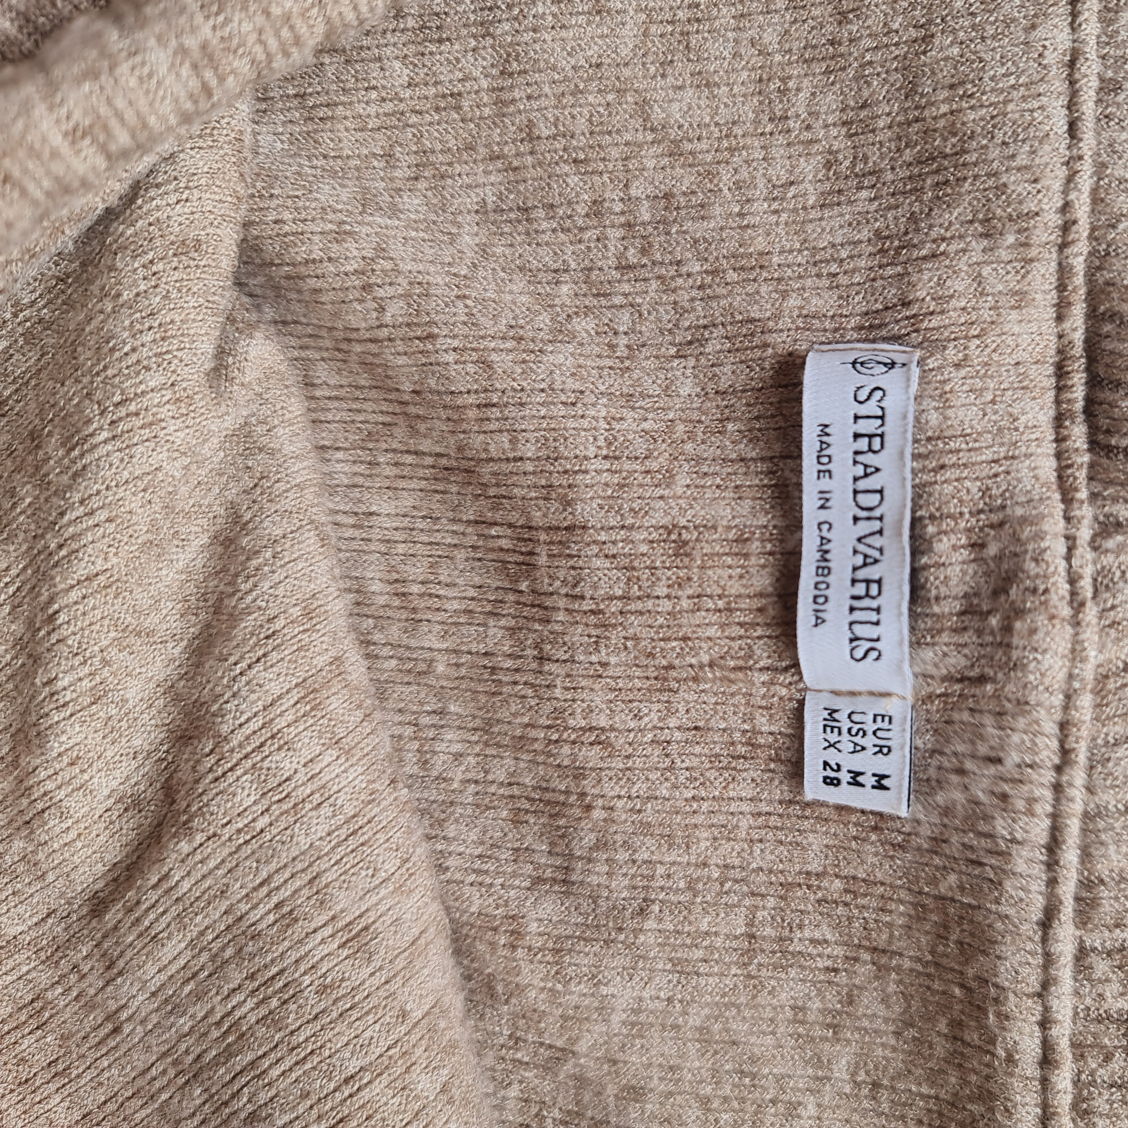 STRADIVARIUS
MADE IN CAMBODIA
EUR M
USA M
MEX 28